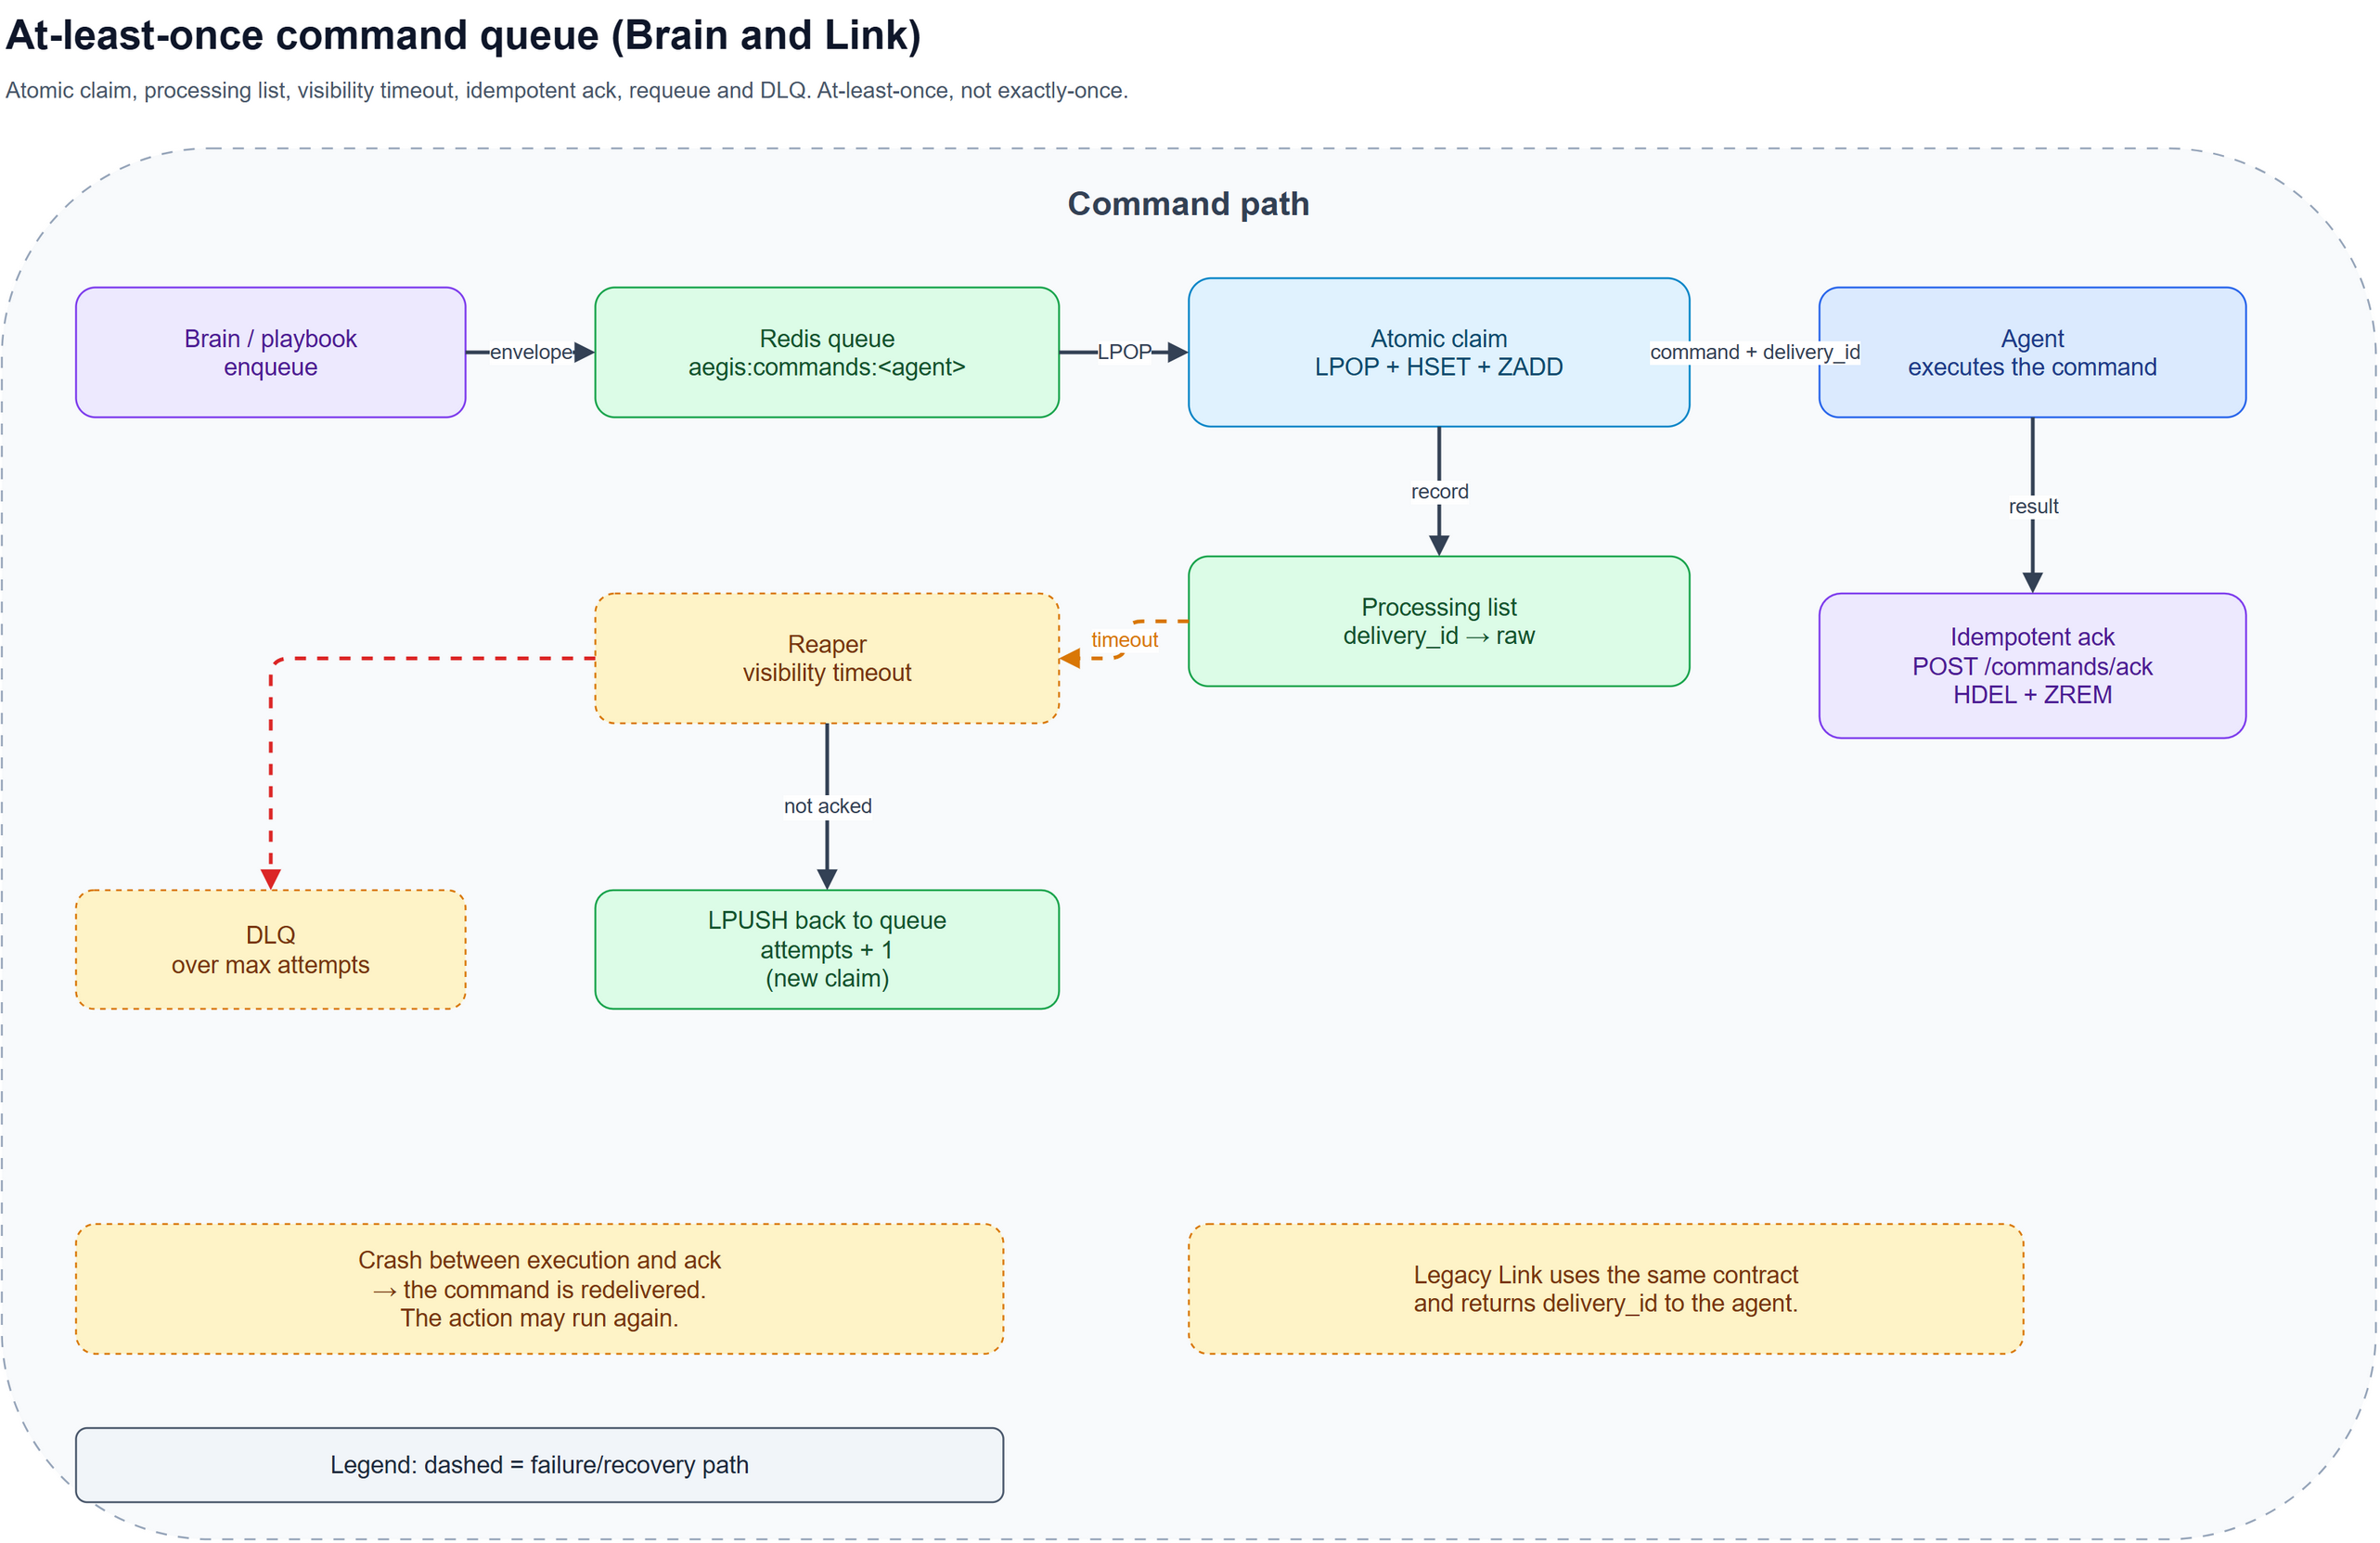 At-least-once command queue (Brain and Link)
Atomic claim, processing list, visibility timeout, idempotent ack, requeue and DLQ. At-least-once, not exactly-once.
Command path
Brain / playbook
enqueue
envelope
Redis queue
aegis:commands:<agent>
LPOP
Atomic claim
LPOP + HSET + ZADD
command + delivery_id
Agent
executes the command
record
result
Reaper
visibility timeout
timeout
Processing list
delivery_id → raw
Idempotent ack
POST /commands/ack
HDEL + ZREM
not acked
DLQ
over max attempts
LPUSH back to queue
attempts + 1
(new claim)
Crash between execution and ack
→ the command is redelivered.
The action may run again.
Legacy Link uses the same contract
and returns delivery_id to the agent.
Legend: dashed = failure/recovery path